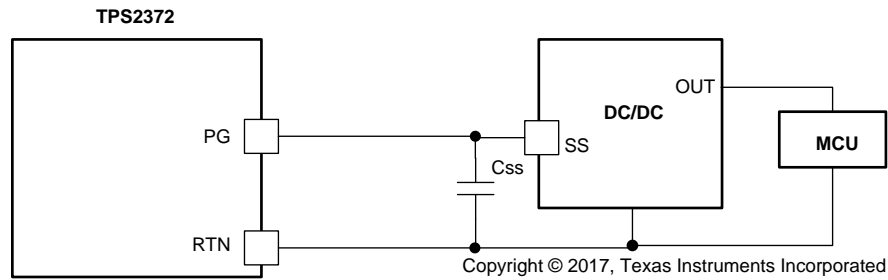 TPS2372
OUT
DC/DC
PG
SS
MCU
Css
RTN
Copyright © 2017, Texas Instruments Incorporated